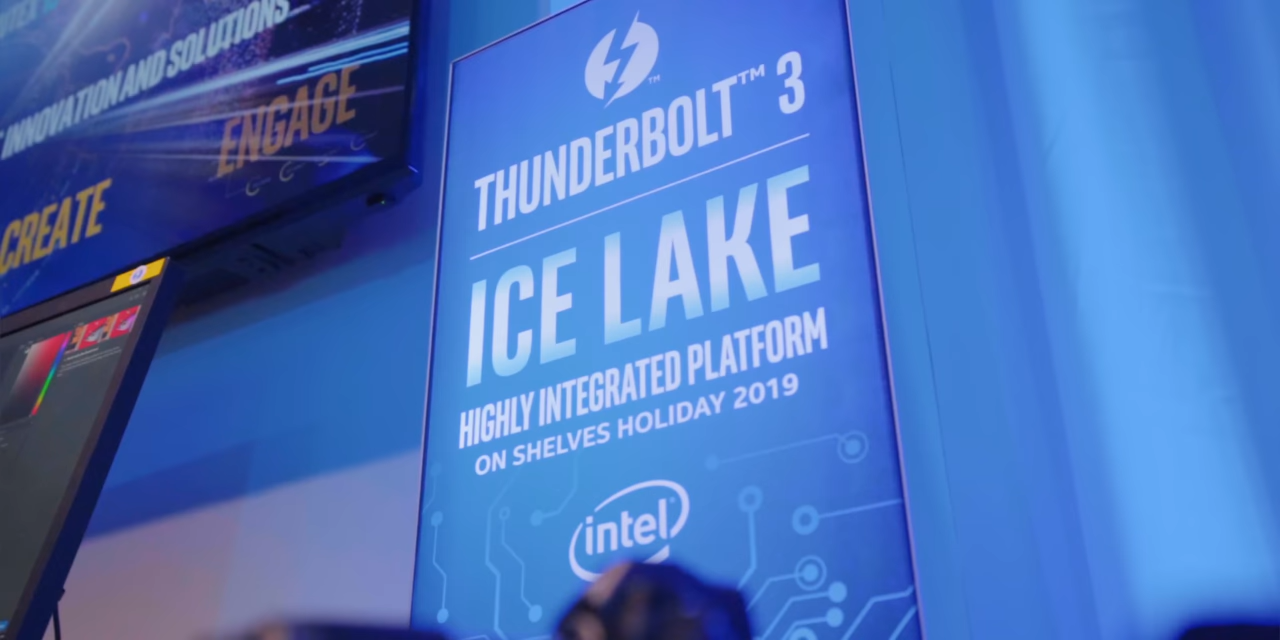 INNOVATION AND SOLUTIONS
ENGAGE
CREATE
THUNDERBOLT™ 3
ICE LAKE
HIGHLY INTEGRATED PLATFORM
ON SHELVES HOLIDAY 2019
intel